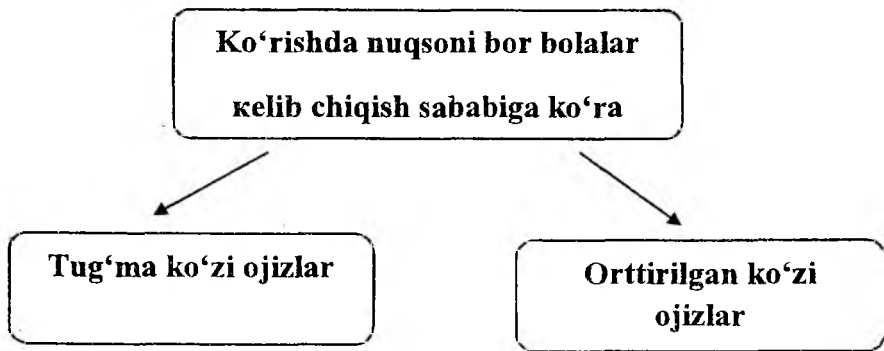 Ko‘rishda nuqsoni bor bolalar
кelib chiqish sababiga ko‘ra
Tug‘ma ko‘zi ojizlar
Orttirilgan ko‘zi
ojizlar